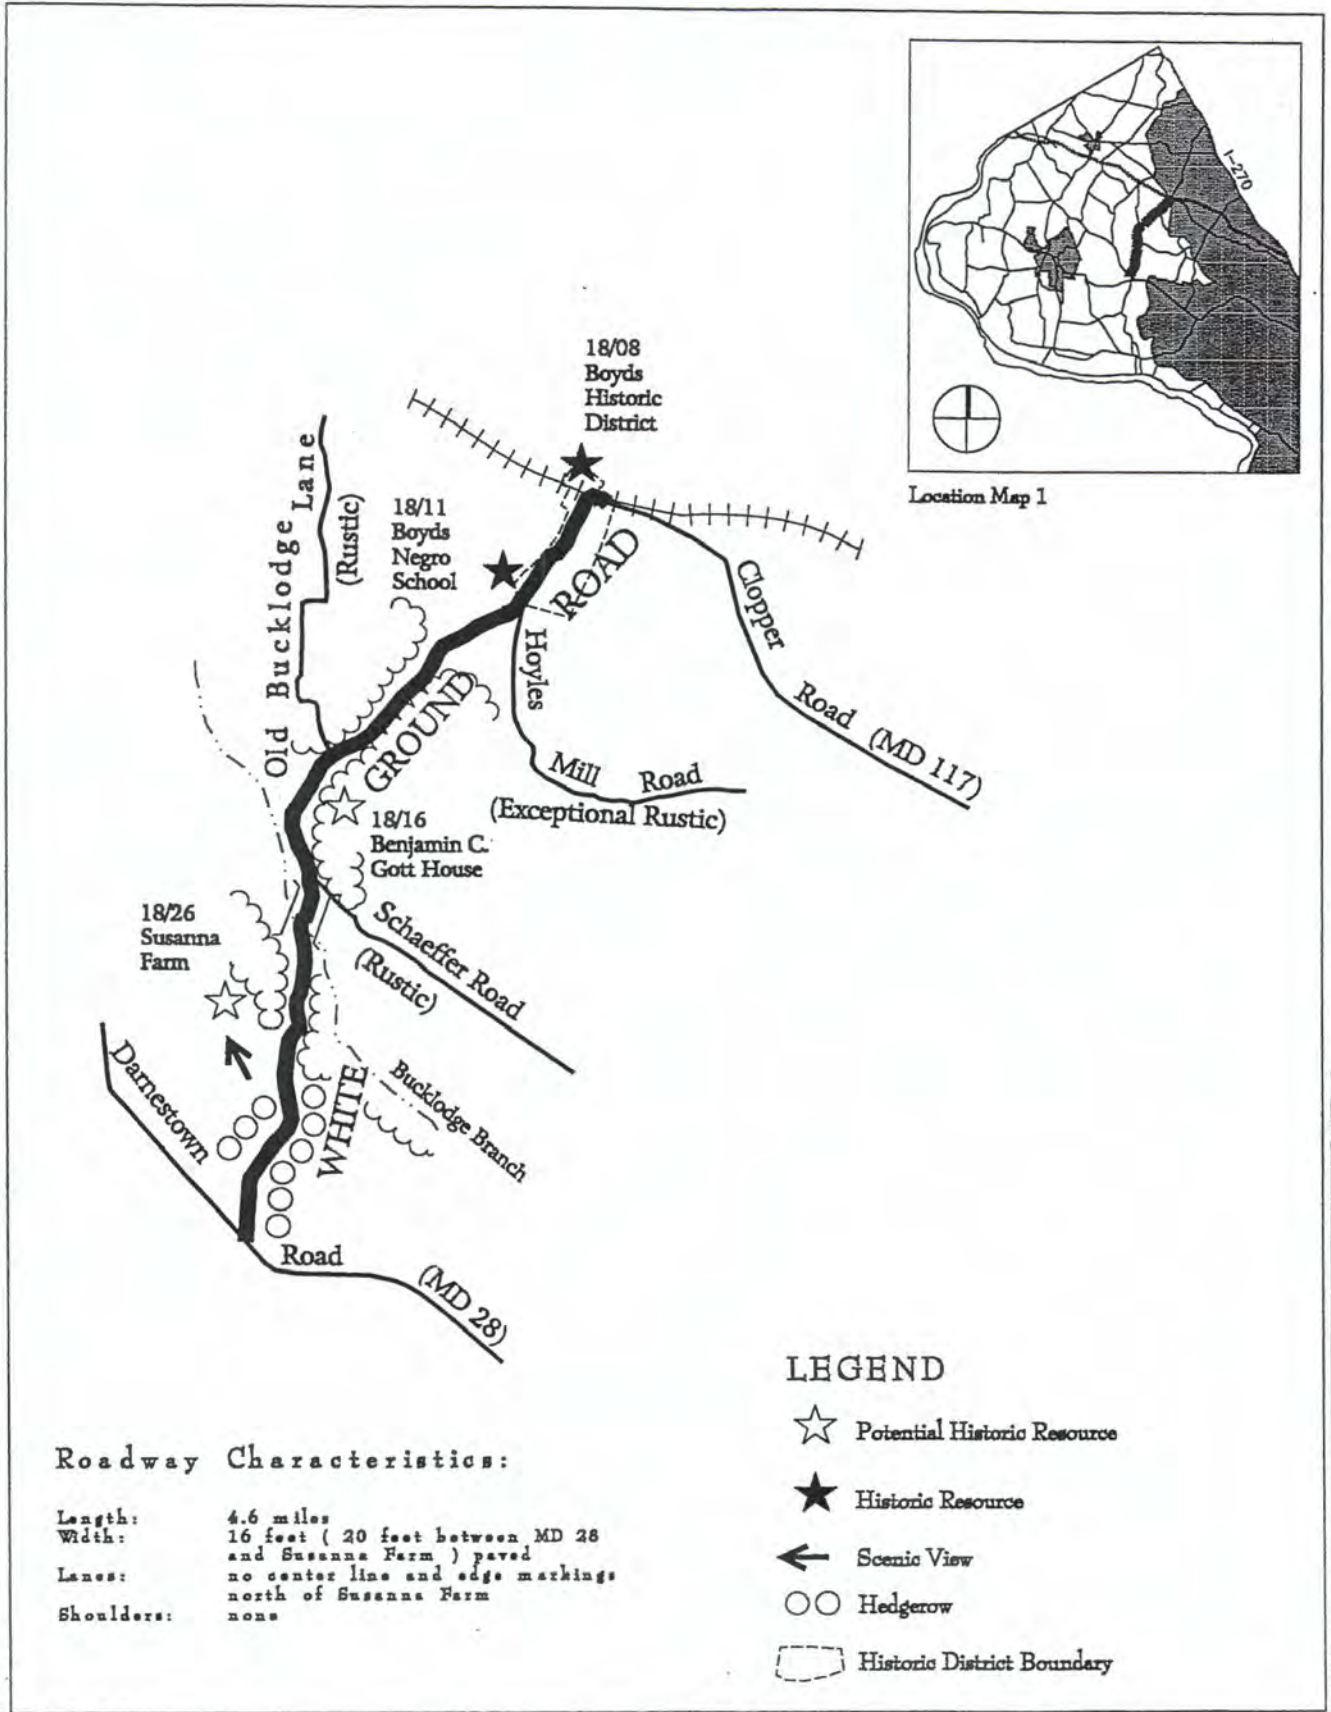 I-270
Location Map 1
18/08
Boyds
Historic
District
18/11
Boyds
Negro
School
Old Bucklodge Lane
(Rustic)
WHITE GROUND ROAD
Clopper Road (MD 117)
Hoyles Mill Road
(Exceptional Rustic)
18/16
Benjamin C.
Gott House
18/26
Susanna
Farm
Schaeffer Road
(Rustic)
Bucklodge Branch
Darnestown Road (MD 28)
LEGEND
Potential Historic Resource
Historic Resource
Scenic View
Hedgerow
Historic District Boundary
Roadway Characteristics:
Length: 4.6 miles
Width: 16 feet ( 20 feet between MD 28
and Susanna Farm ) paved
Lanes: no center line and edge markings
north of Susanna Farm
Shoulders: none